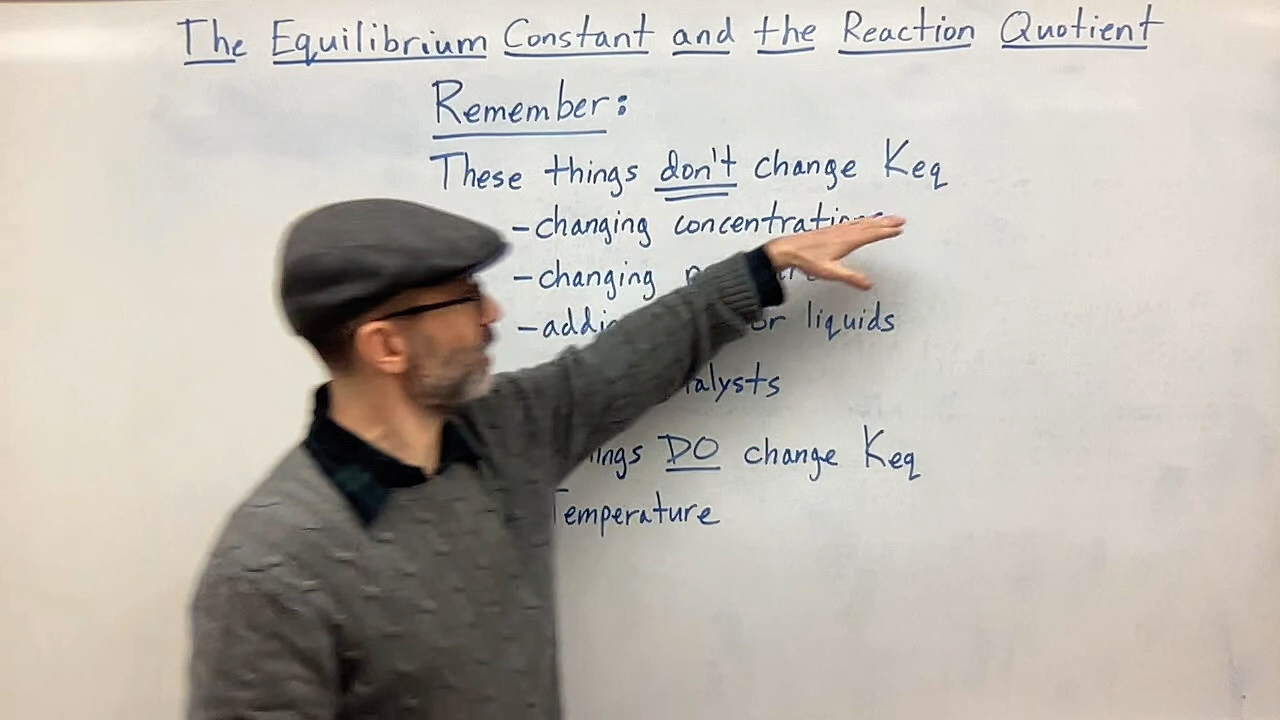 The Equilibrium Constant and the Reaction Quotient
Remember:
These things don't change Keq
-changing concentrations
-changing
-or liquids
DO change Keq
Temperature